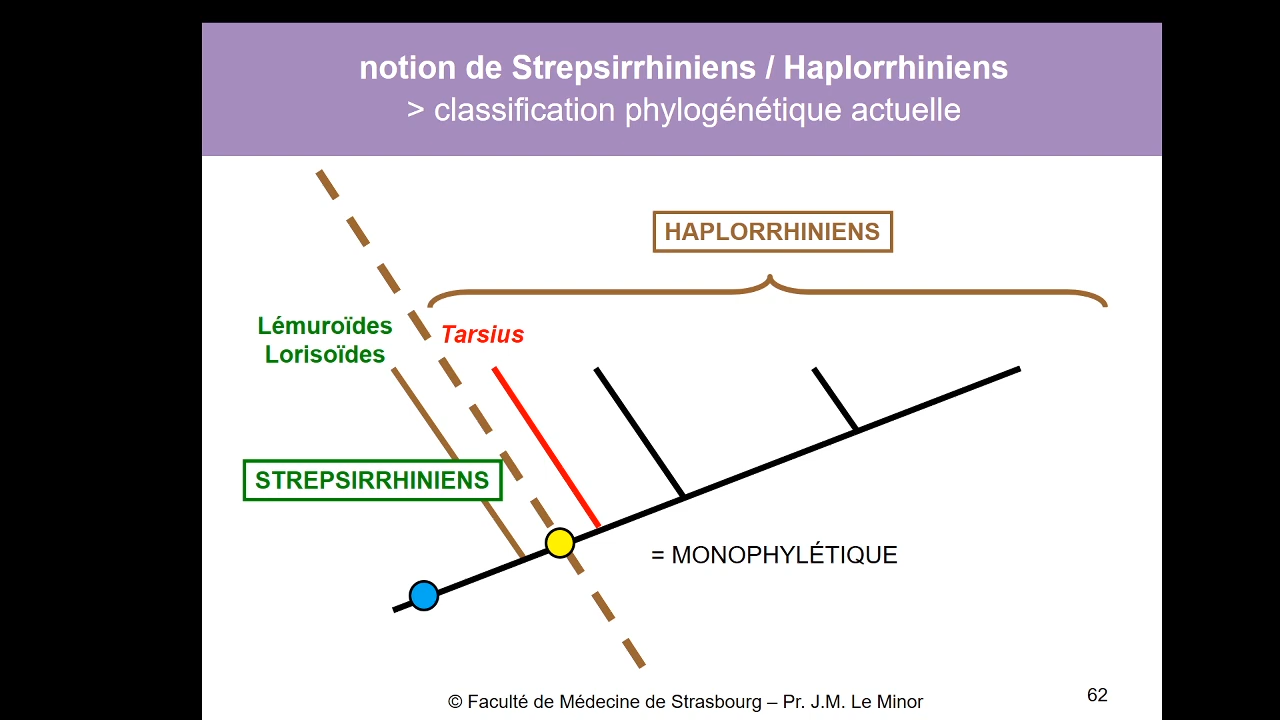 notion de Strepsirrhiniens / Haplorrhiniens
> classification phylogénétique actuelle
HAPLORRHINIENS
Lémuroïdes
Lorisoïdes
Tarsius
STREPSIRRHINIENS
= MONOPHYLÉTIQUE
© Faculté de Médecine de Strasbourg – Pr. J.M. Le Minor
62